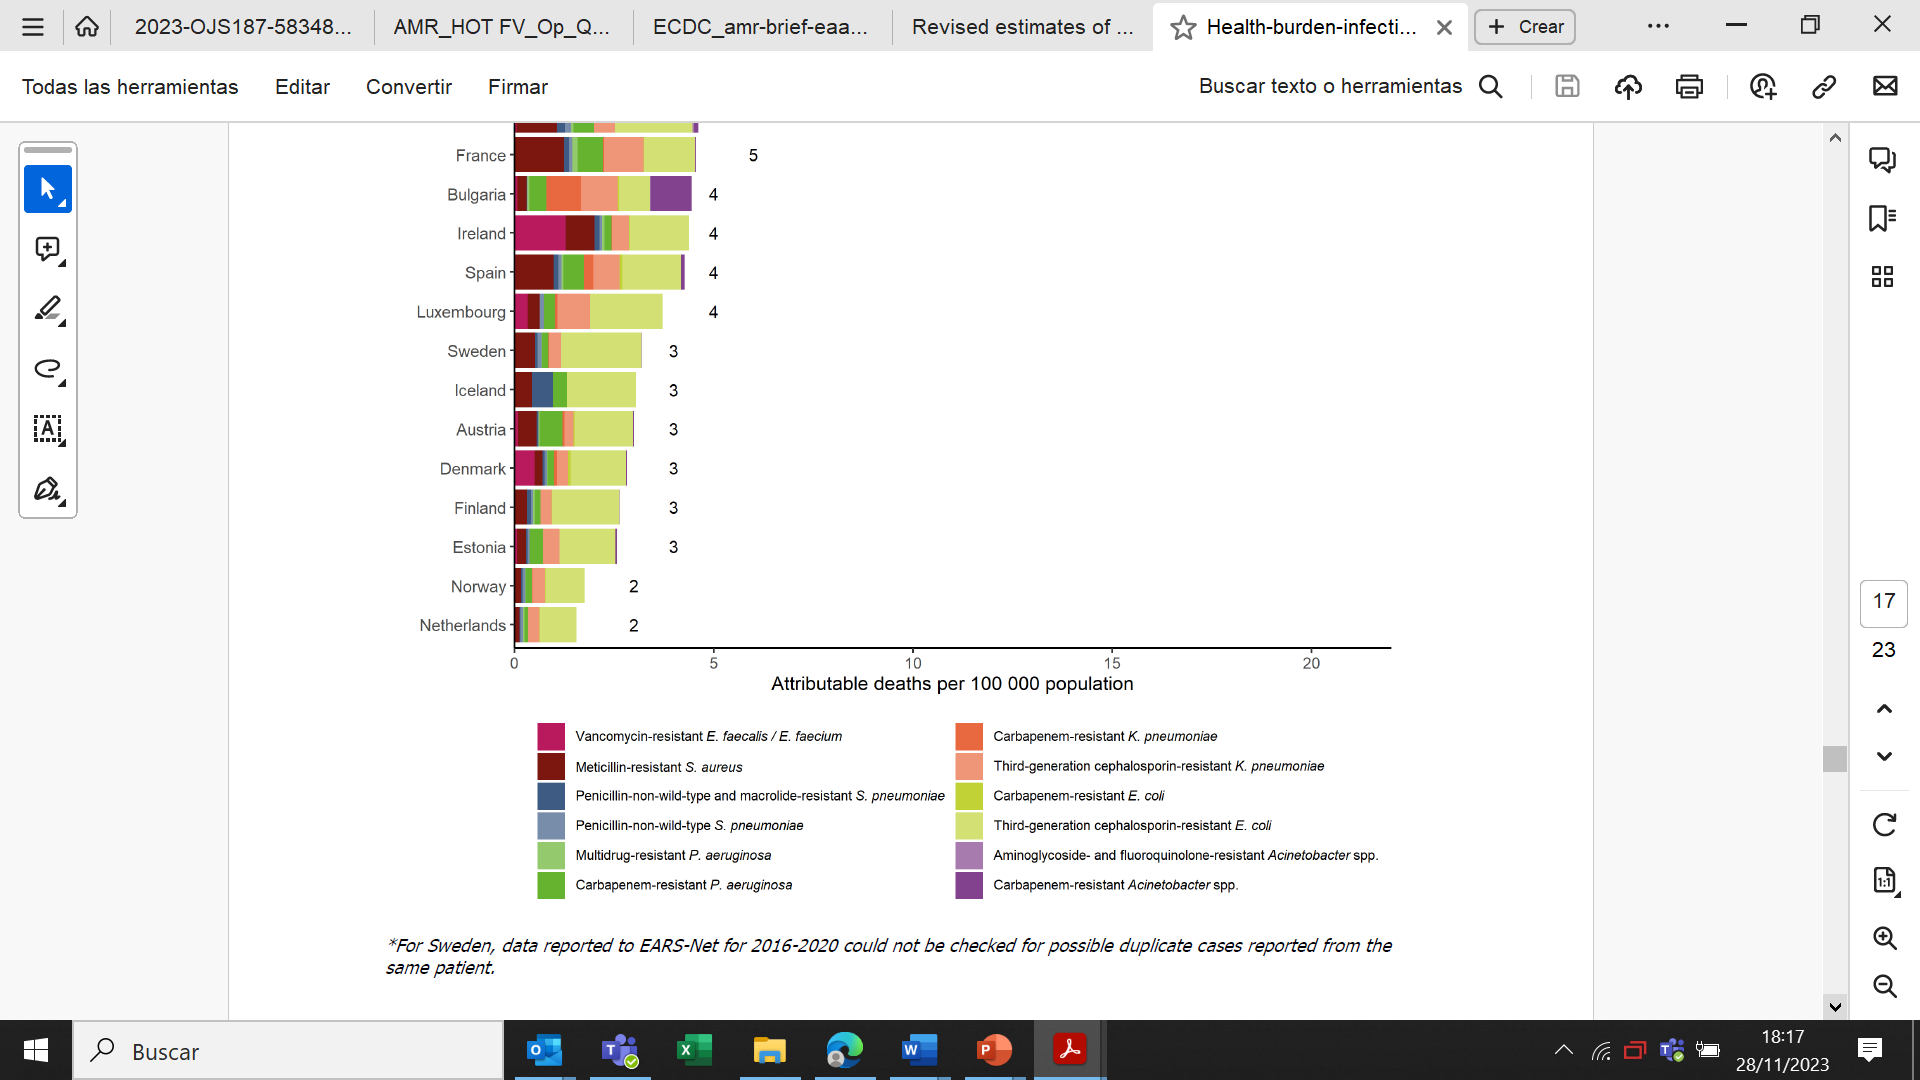 2023-OJS187-58348...
AMR_HOT FV_Op_Q...
ECDC_amr-brief-eaa...
Revised estimates of ...
Health-burden-infecti...
Crear
Todas las herramientas
Editar
Convertir
Firmar
Buscar texto o herramientas
France 5
Bulgaria 4
Ireland 4
Spain 4
Luxembourg 4
Sweden 3
Iceland 3
Austria 3
Denmark 3
Finland 3
Estonia 3
Norway 2
Netherlands 2
0 5 10 15 20
Attributable deaths per 100 000 population
Vancomycin-resistant E. faecalis / E. faecium
Meticillin-resistant S. aureus
Penicillin-non-wild-type and macrolide-resistant S. pneumoniae
Penicillin-non-wild-type S. pneumoniae
Multidrug-resistant P. aeruginosa
Carbapenem-resistant P. aeruginosa
Carbapenem-resistant K. pneumoniae
Third-generation cephalosporin-resistant K. pneumoniae
Carbapenem-resistant E. coli
Third-generation cephalosporin-resistant E. coli
Aminoglycoside- and fluoroquinolone-resistant Acinetobacter spp.
Carbapenem-resistant Acinetobacter spp.
*For Sweden, data reported to EARS-Net for 2016-2020 could not be checked for possible duplicate cases reported from the
same patient.
17
23
1:1
Buscar
18:17
28/11/2023